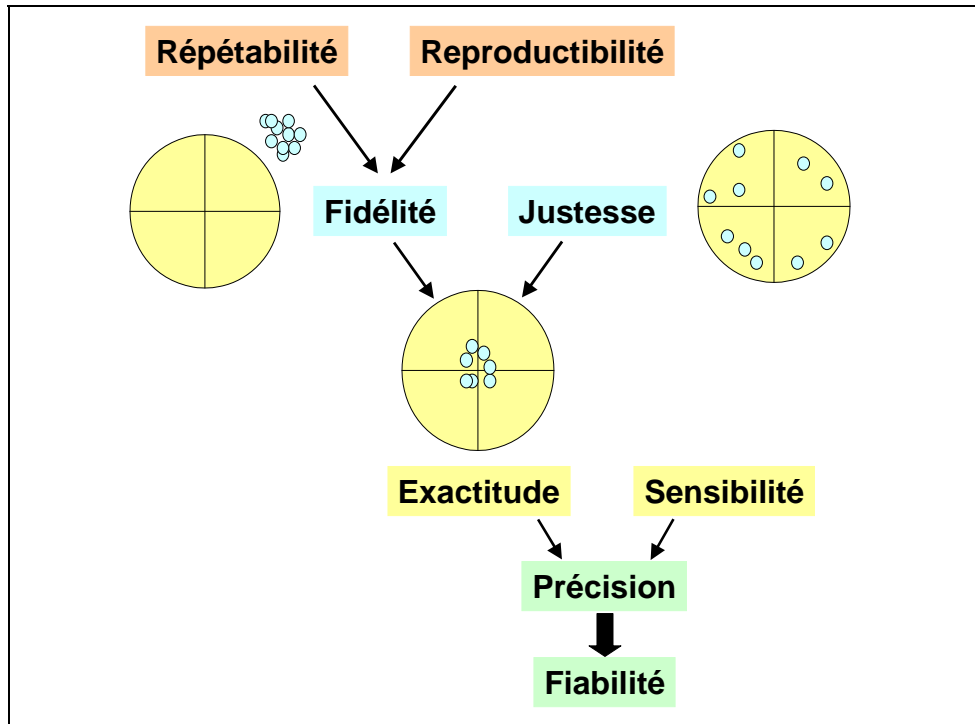 Répétabilité Reproductibilité
Fidélité Justesse
Exactitude Sensibilité
Précision
Fiabilité